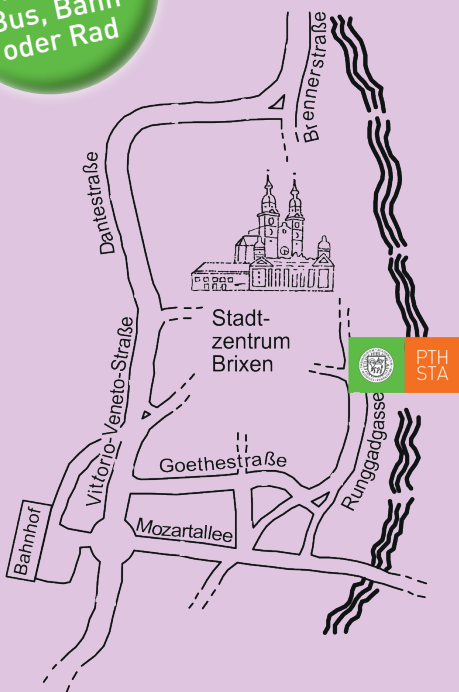 Bus, Bahn
oder Rad
Brennerstraße
Dantestraße
Stadt-
zentrum
Brixen
PTH
STA
Vittorio-Veneto-Straße
Runggadgasse
Goethestraße
Mozartallee
Bahnhof